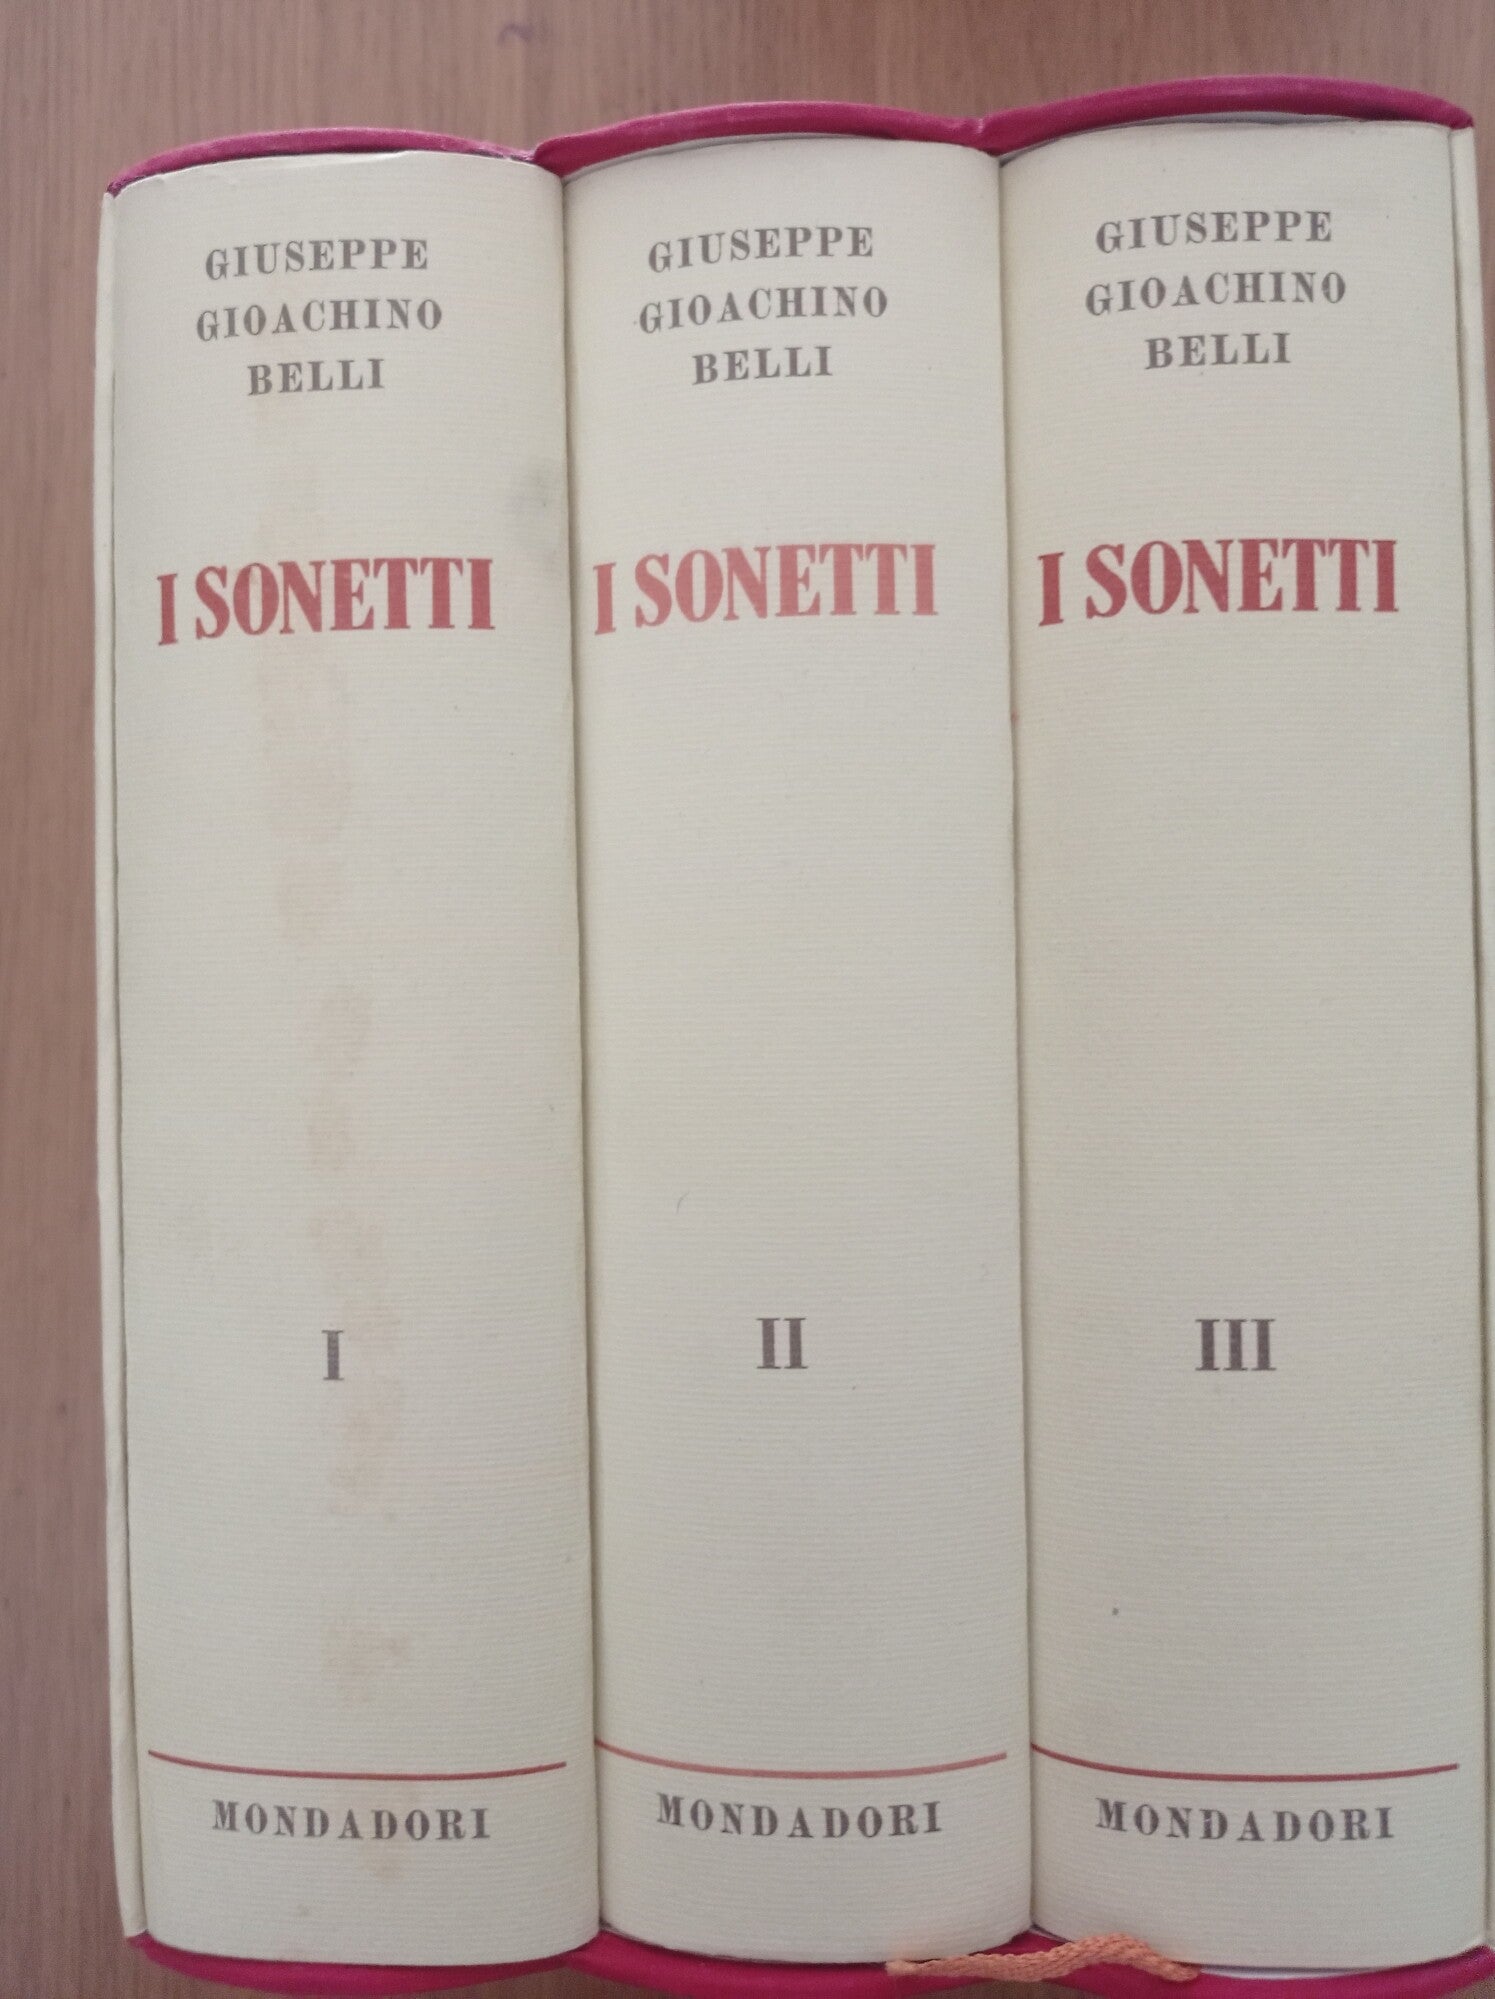 GIUSEPPE
GIOACHINO
BELLI
I SONETTI
I
MONDADORI
GIUSEPPE
GIOACHINO
BELLI
I SONETTI
II
MONDADORI
GIUSEPPE
GIOACHINO
BELLI
I SONETTI
III
MONDADORI